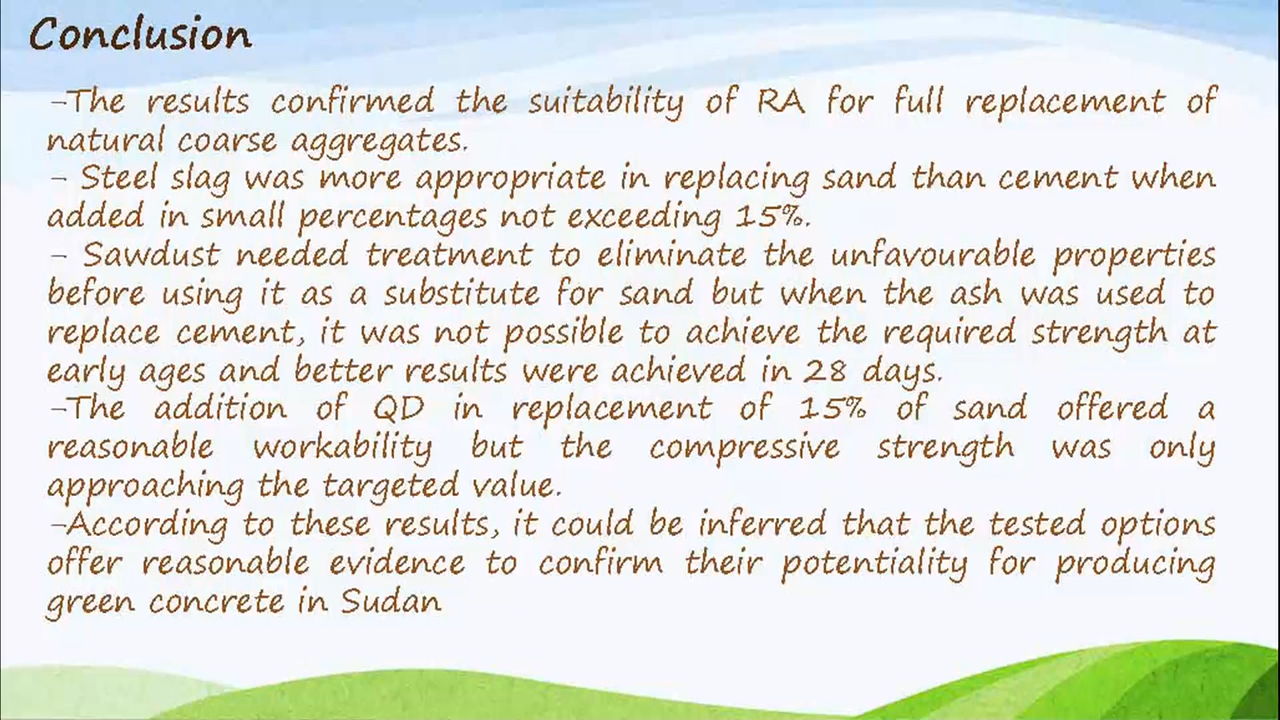 Conclusion
–The results confirmed the suitability of RA for full replacement of
natural coarse aggregates.
– Steel slag was more appropriate in replacing sand than cement when
added in small percentages not exceeding 15%.
– Sawdust needed treatment to eliminate the unfavourable properties
before using it as a substitute for sand but when the ash was used to
replace cement, it was not possible to achieve the required strength at
early ages and better results were achieved in 28 days.
–The addition of QD in replacement of 15% of sand offered a
reasonable workability but the compressive strength was only
approaching the targeted value.
–According to these results, it could be inferred that the tested options
offer reasonable evidence to confirm their potentiality for producing
green concrete in Sudan